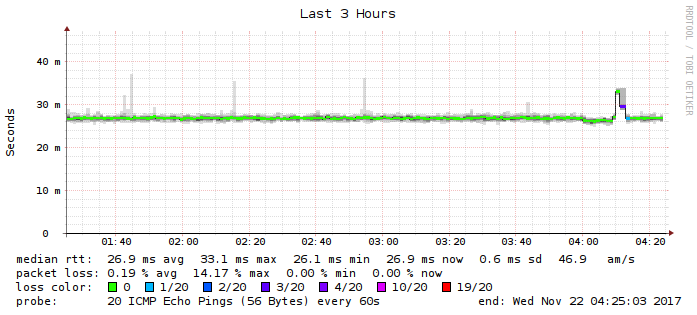 Last 3 Hours
RRDTOOL / TOBI OETIKER
Seconds
40 m
30 m
20 m
10 m
0
01:40 02:00 02:20 02:40 03:00 03:20 03:40 04:00 04:20
median rtt: 26.9 ms avg 33.1 ms max 26.1 ms min 26.9 ms now 0.6 ms sd 46.9 am/s
packet loss: 0.19 % avg 14.17 % max 0.00 % min 0.00 % now
loss color: 0 1/20 2/20 3/20 4/20 10/20 19/20
probe: 20 ICMP Echo Pings (56 Bytes) every 60s end: Wed Nov 22 04:25:03 2017